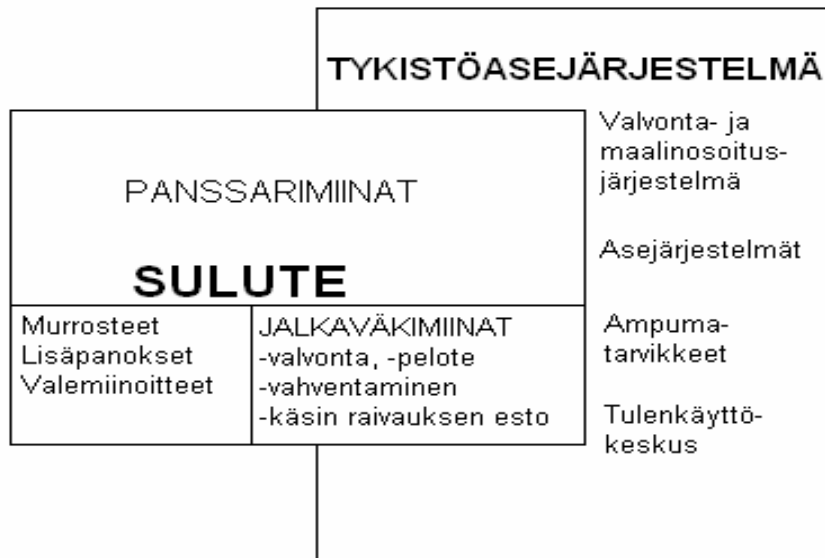 TYKISTÖASEJÄRJESTELMÄ
PANSSARIMIINAT
SULUTE
Murrosteet
Lisäpanokset
Valemiinoitteet
JALKAVÄKIMIINAT
-valvonta, -pelote
-vahventaminen
-käsin raivauksen esto
Valvonta- ja
maalinosoitus-
järjestelmä
Asejärjestelmät
Ampuma-
tarvikkeet
Tulenkäyttö-
keskus